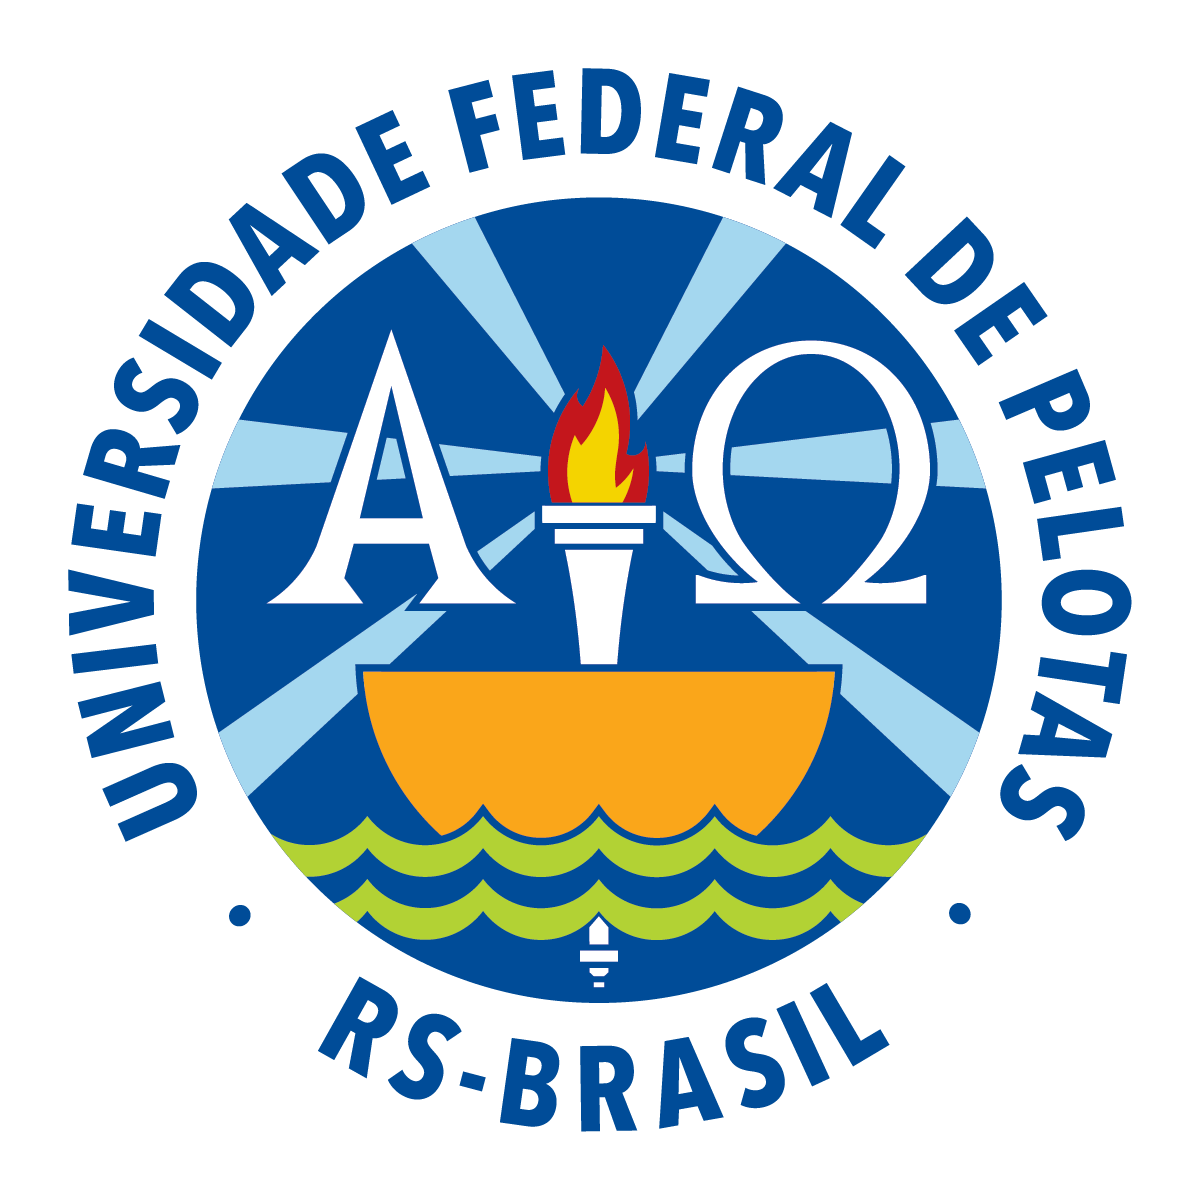 UNIVERSIDADE FEDERAL DE PELOTAS
Α Ω
RS-BRASIL